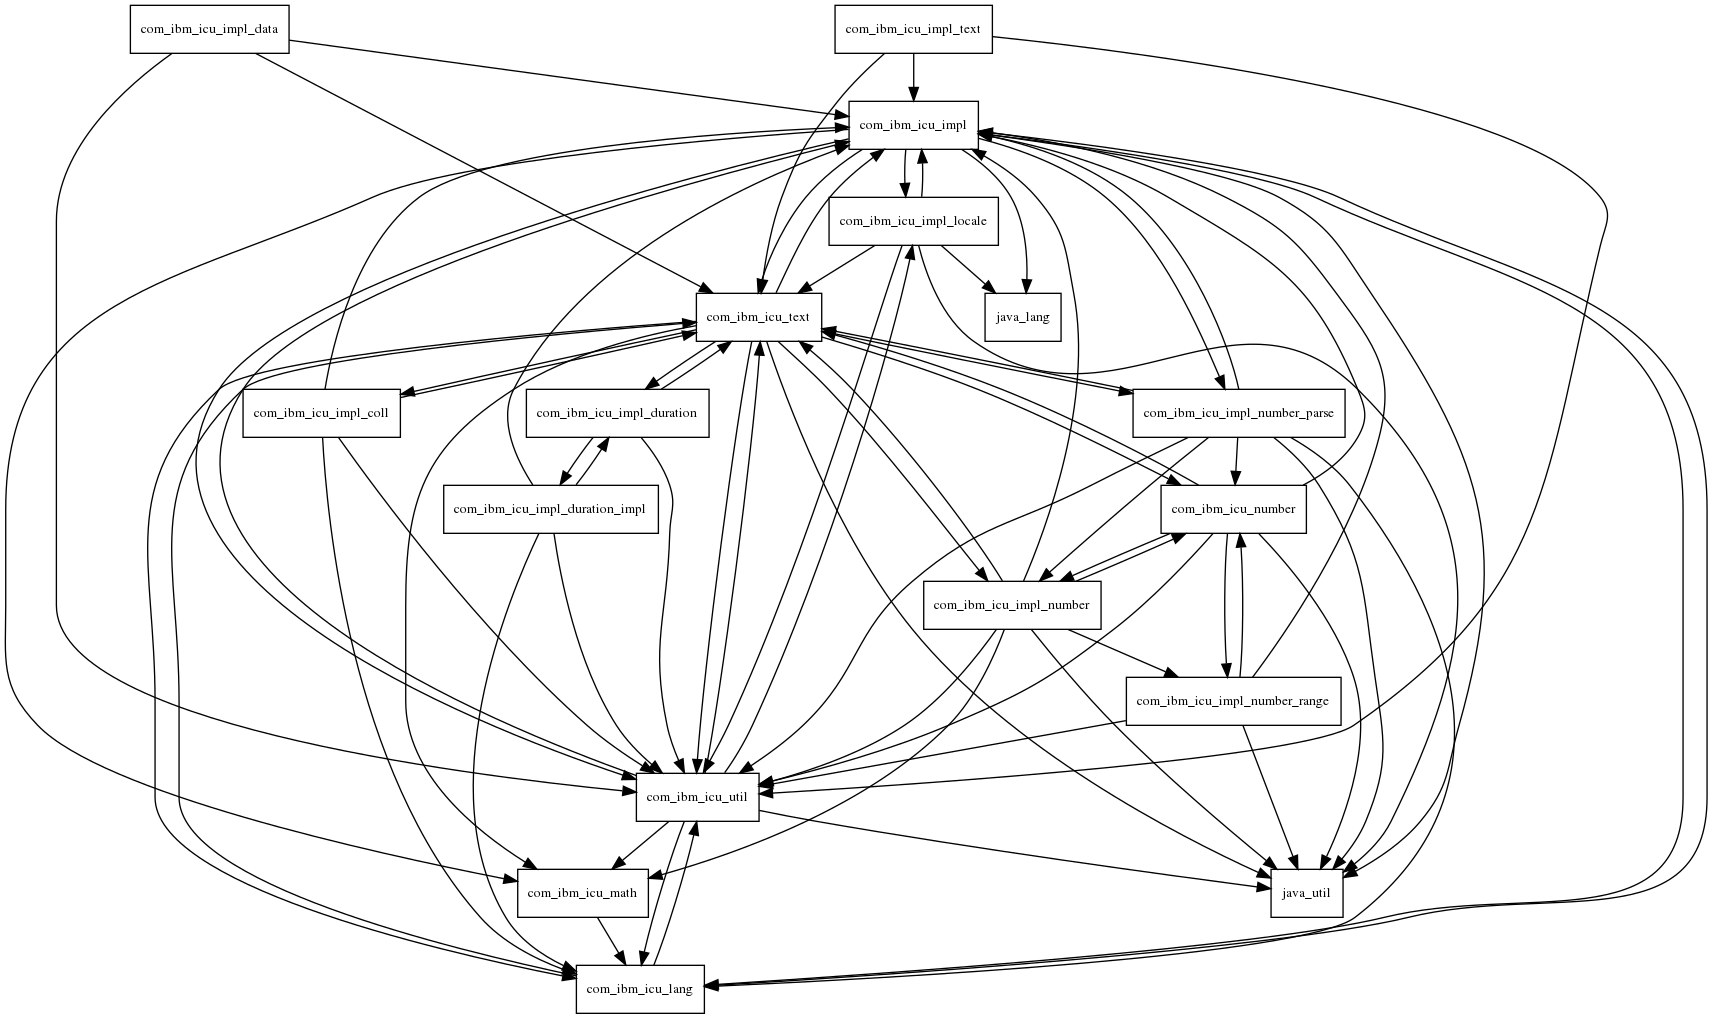 com_ibm_icu_impl_data
com_ibm_icu_impl_text
com_ibm_icu_impl
com_ibm_icu_impl_locale
com_ibm_icu_text
java_lang
com_ibm_icu_impl_coll
com_ibm_icu_impl_duration
com_ibm_icu_impl_number_parse
com_ibm_icu_impl_duration_impl
com_ibm_icu_number
com_ibm_icu_impl_number
com_ibm_icu_impl_number_range
com_ibm_icu_util
com_ibm_icu_math
java_util
com_ibm_icu_lang